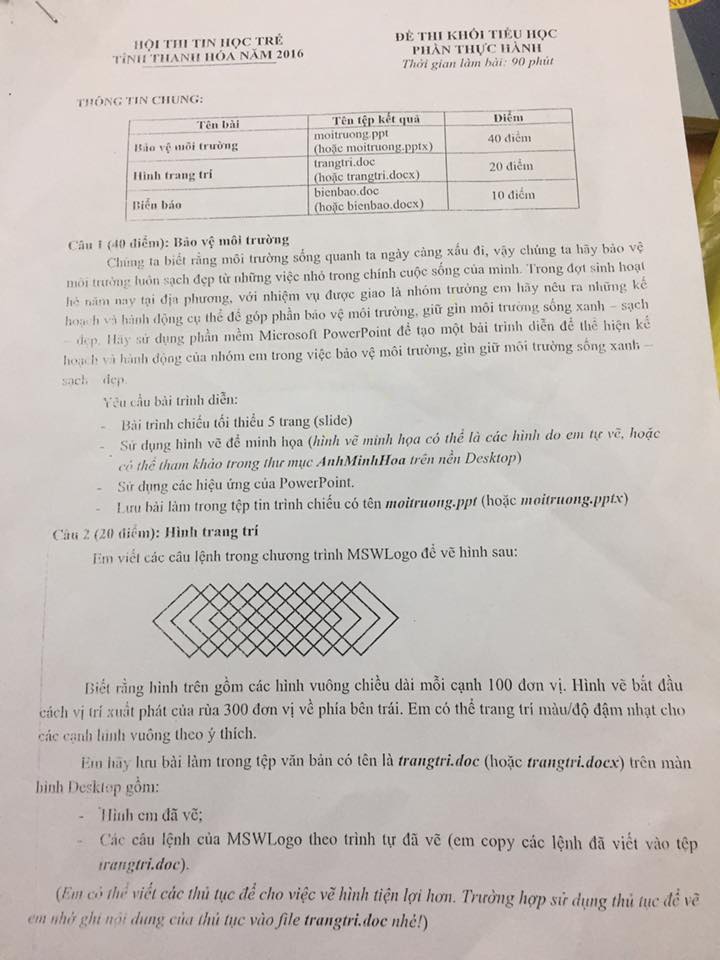 HỘI THI TIN HỌC TRẺ
TỈNH THANH HÓA NĂM 2016
ĐỀ THI KHỐI TIỂU HỌC
PHẦN THỰC HÀNH
Thời gian làm bài: 90 phút
THÔNG TIN CHUNG:
Tên bài Tên tệp kết quả Điểm
Bảo vệ môi trường moitruong.ppt (hoặc moitruong.pptx) 40 điểm
Hình trang trí trangtri.doc (hoặc trangtri.docx) 20 điểm
Biển báo bienbao.doc (hoặc bienbao.docx) 10 điểm
Câu 1 (40 điểm): Bảo vệ môi trường
Chúng ta biết rằng môi trường sống quanh ta ngày càng xấu đi, vậy chúng ta hãy bảo vệ
môi trường luôn sạch đẹp từ những việc nhỏ trong chính cuộc sống của mình. Trong đợt sinh hoạt
hè năm nay tại địa phương, với nhiệm vụ được giao là nhóm trưởng em hãy nêu ra những kế
hoạch và hành động cụ thể để góp phần bảo vệ môi trường, giữ gìn môi trường sống xanh – sạch
– đẹp. Hãy sử dụng phần mềm Microsoft PowerPoint để tạo một bài trình diễn để thể hiện kế
hoạch và hành động của nhóm em trong việc bảo vệ môi trường, gìn giữ môi trường sống xanh –
sạch đẹp.
Yêu cầu bài trình diễn:
- Bài trình chiếu tối thiểu 5 trang (slide)
- Sử dụng hình vẽ để minh họa (hình vẽ minh họa có thể là các hình do em tự vẽ, hoặc
có thể tham khảo trong thư mục AnhMinhHoa trên nền Desktop)
- Sử dụng các hiệu ứng của PowerPoint.
- Lưu bài làm trong tệp tin trình chiếu có tên moitruong.ppt (hoặc moitruong.pptx)
Câu 2 (20 điểm): Hình trang trí
Em viết các câu lệnh trong chương trình MSWLogo để vẽ hình sau:
Biết rằng hình trên gồm các hình vuông chiều dài mỗi cạnh 100 đơn vị. Hình vẽ bắt đầu
cách vị trí xuất phát của rùa 300 đơn vị về phía bên trái. Em có thể trang trí màu/độ đậm nhạt cho
các cạnh hình vuông theo ý thích.
Em hãy lưu bài làm trong tệp văn bản có tên là trangtri.doc (hoặc trangtri.docx) trên màn
hình Desktop gồm:
- Hình em đã vẽ;
- Các câu lệnh của MSWLogo theo trình tự đã vẽ (em copy các lệnh đã viết vào tệp
trangtri.doc).
(Em có thể viết các thủ tục để cho việc vẽ hình tiện lợi hơn. Trường hợp sử dụng thủ tục để vẽ
em nhớ ghi nội dung của thủ tục vào file trangtri.doc nhé!)